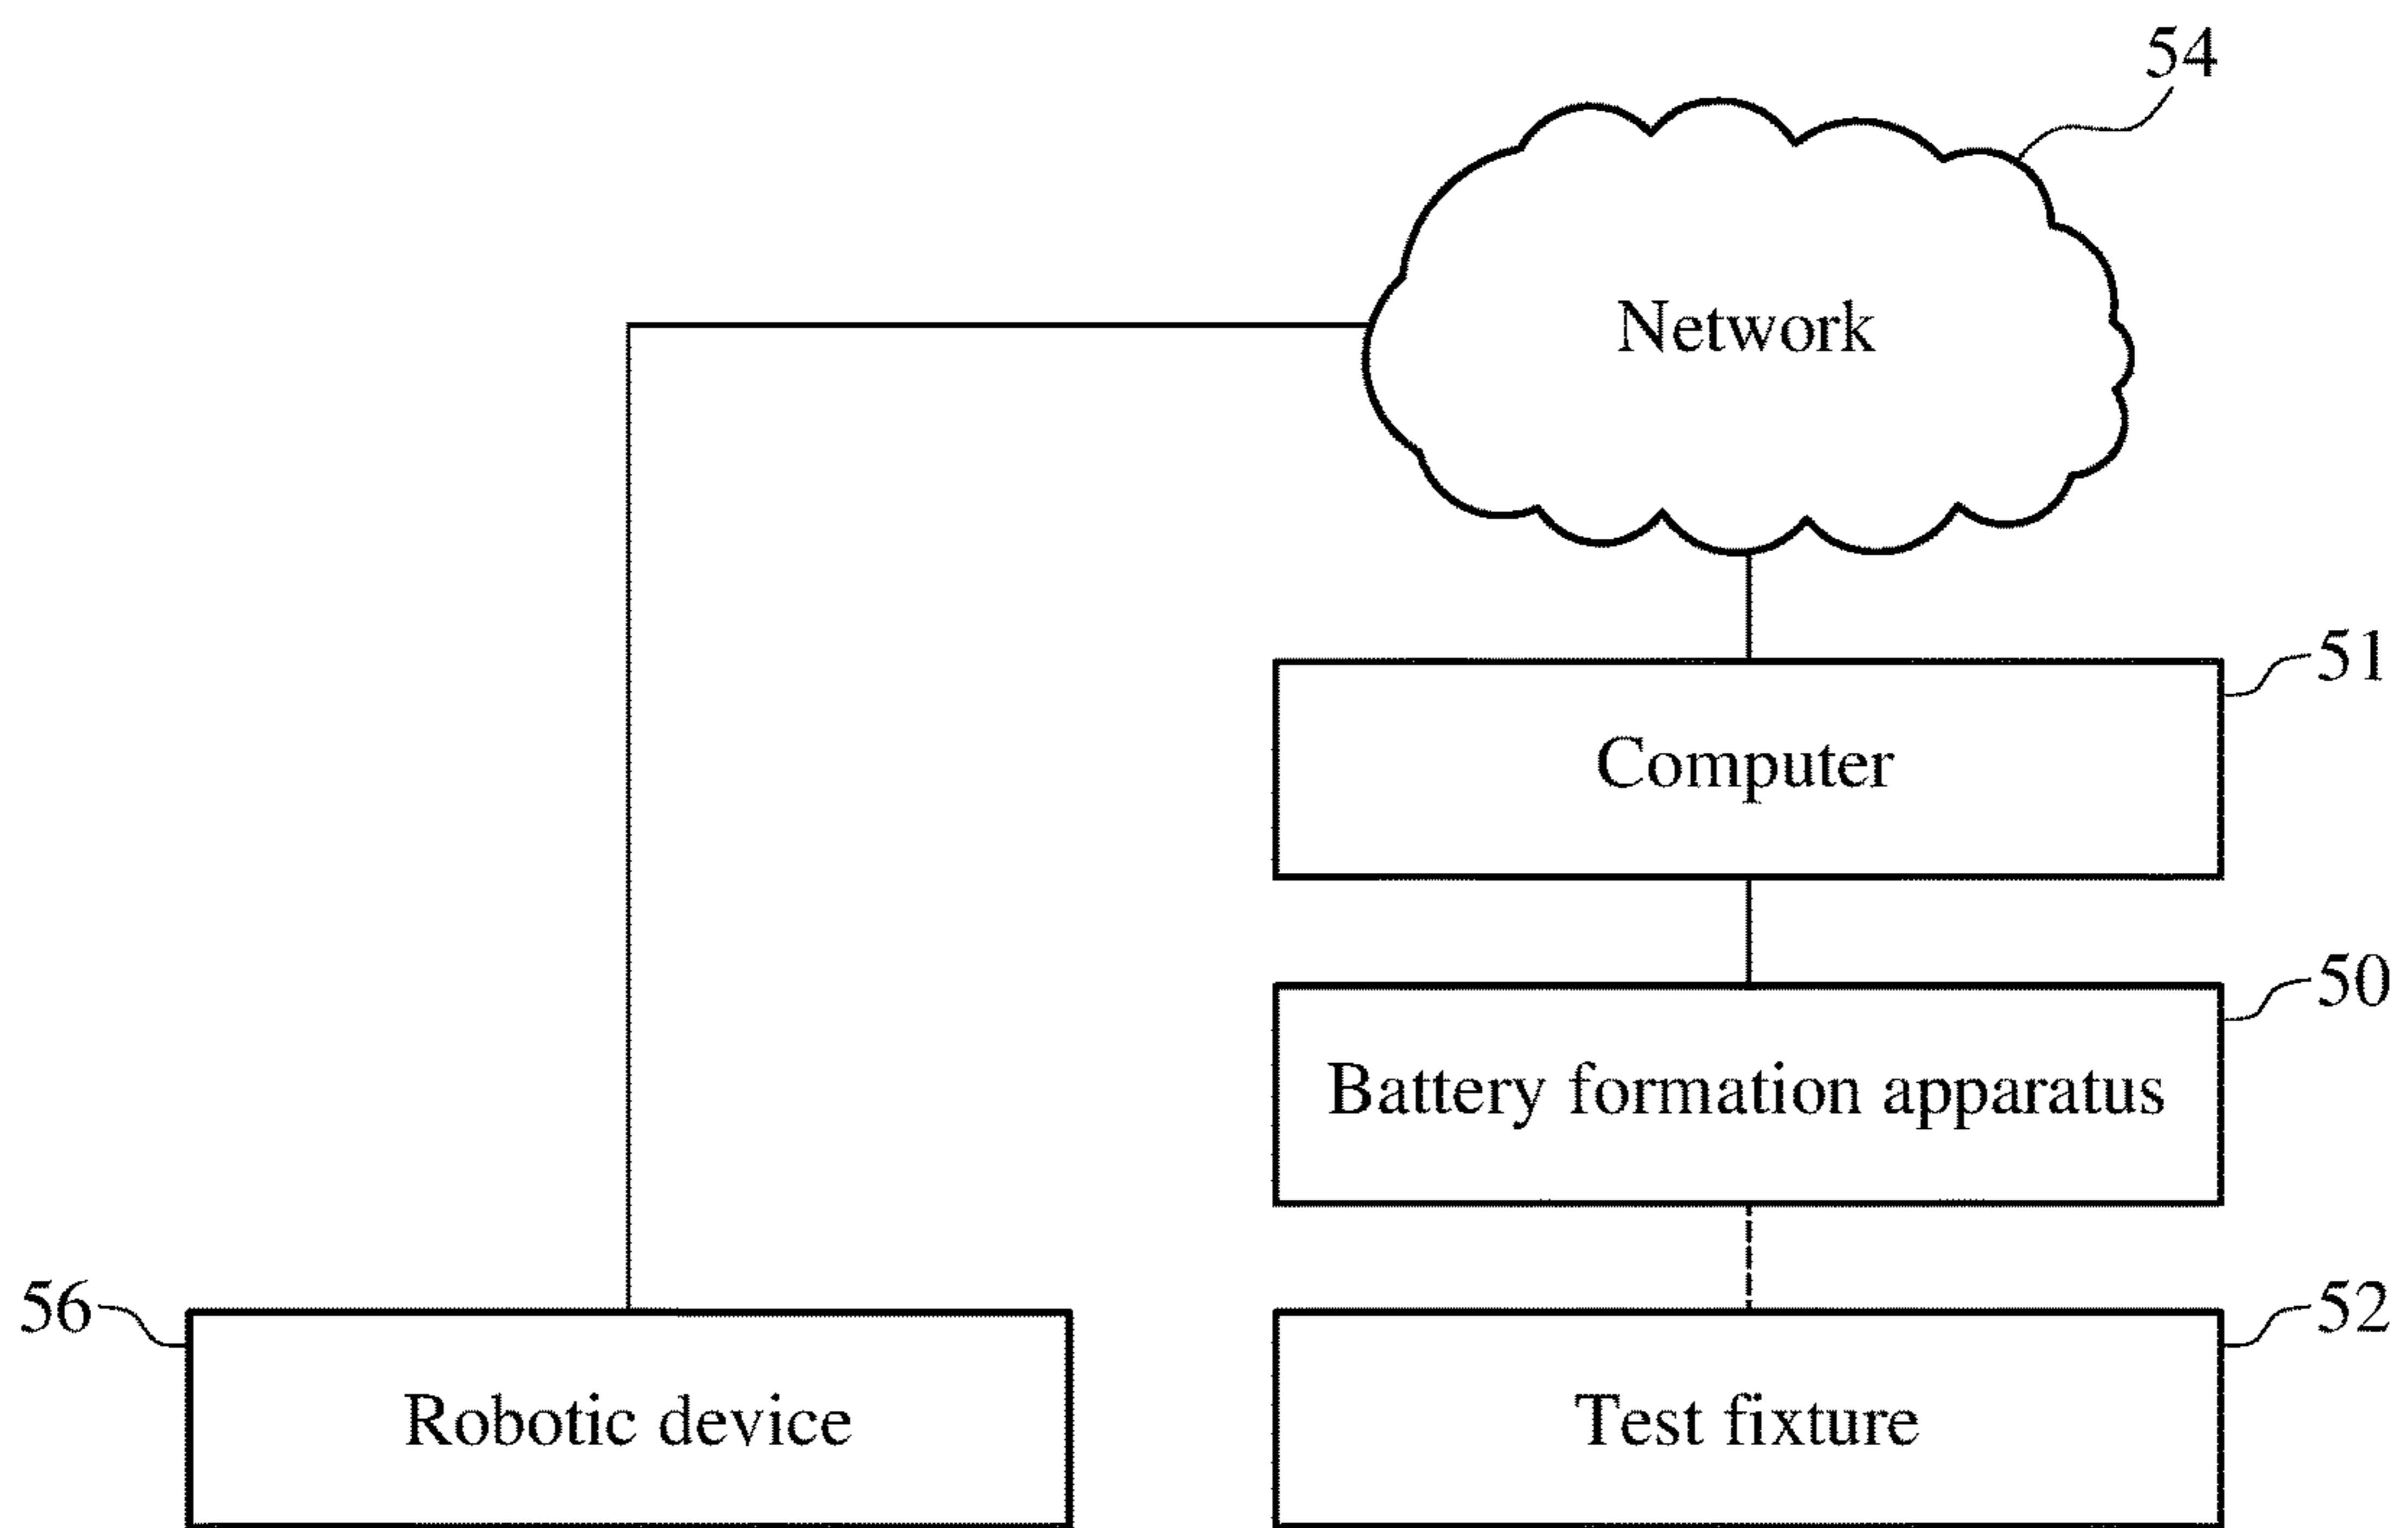 54
Network
51
Computer
50
Battery formation apparatus
56
52
Robotic device
Test fixture